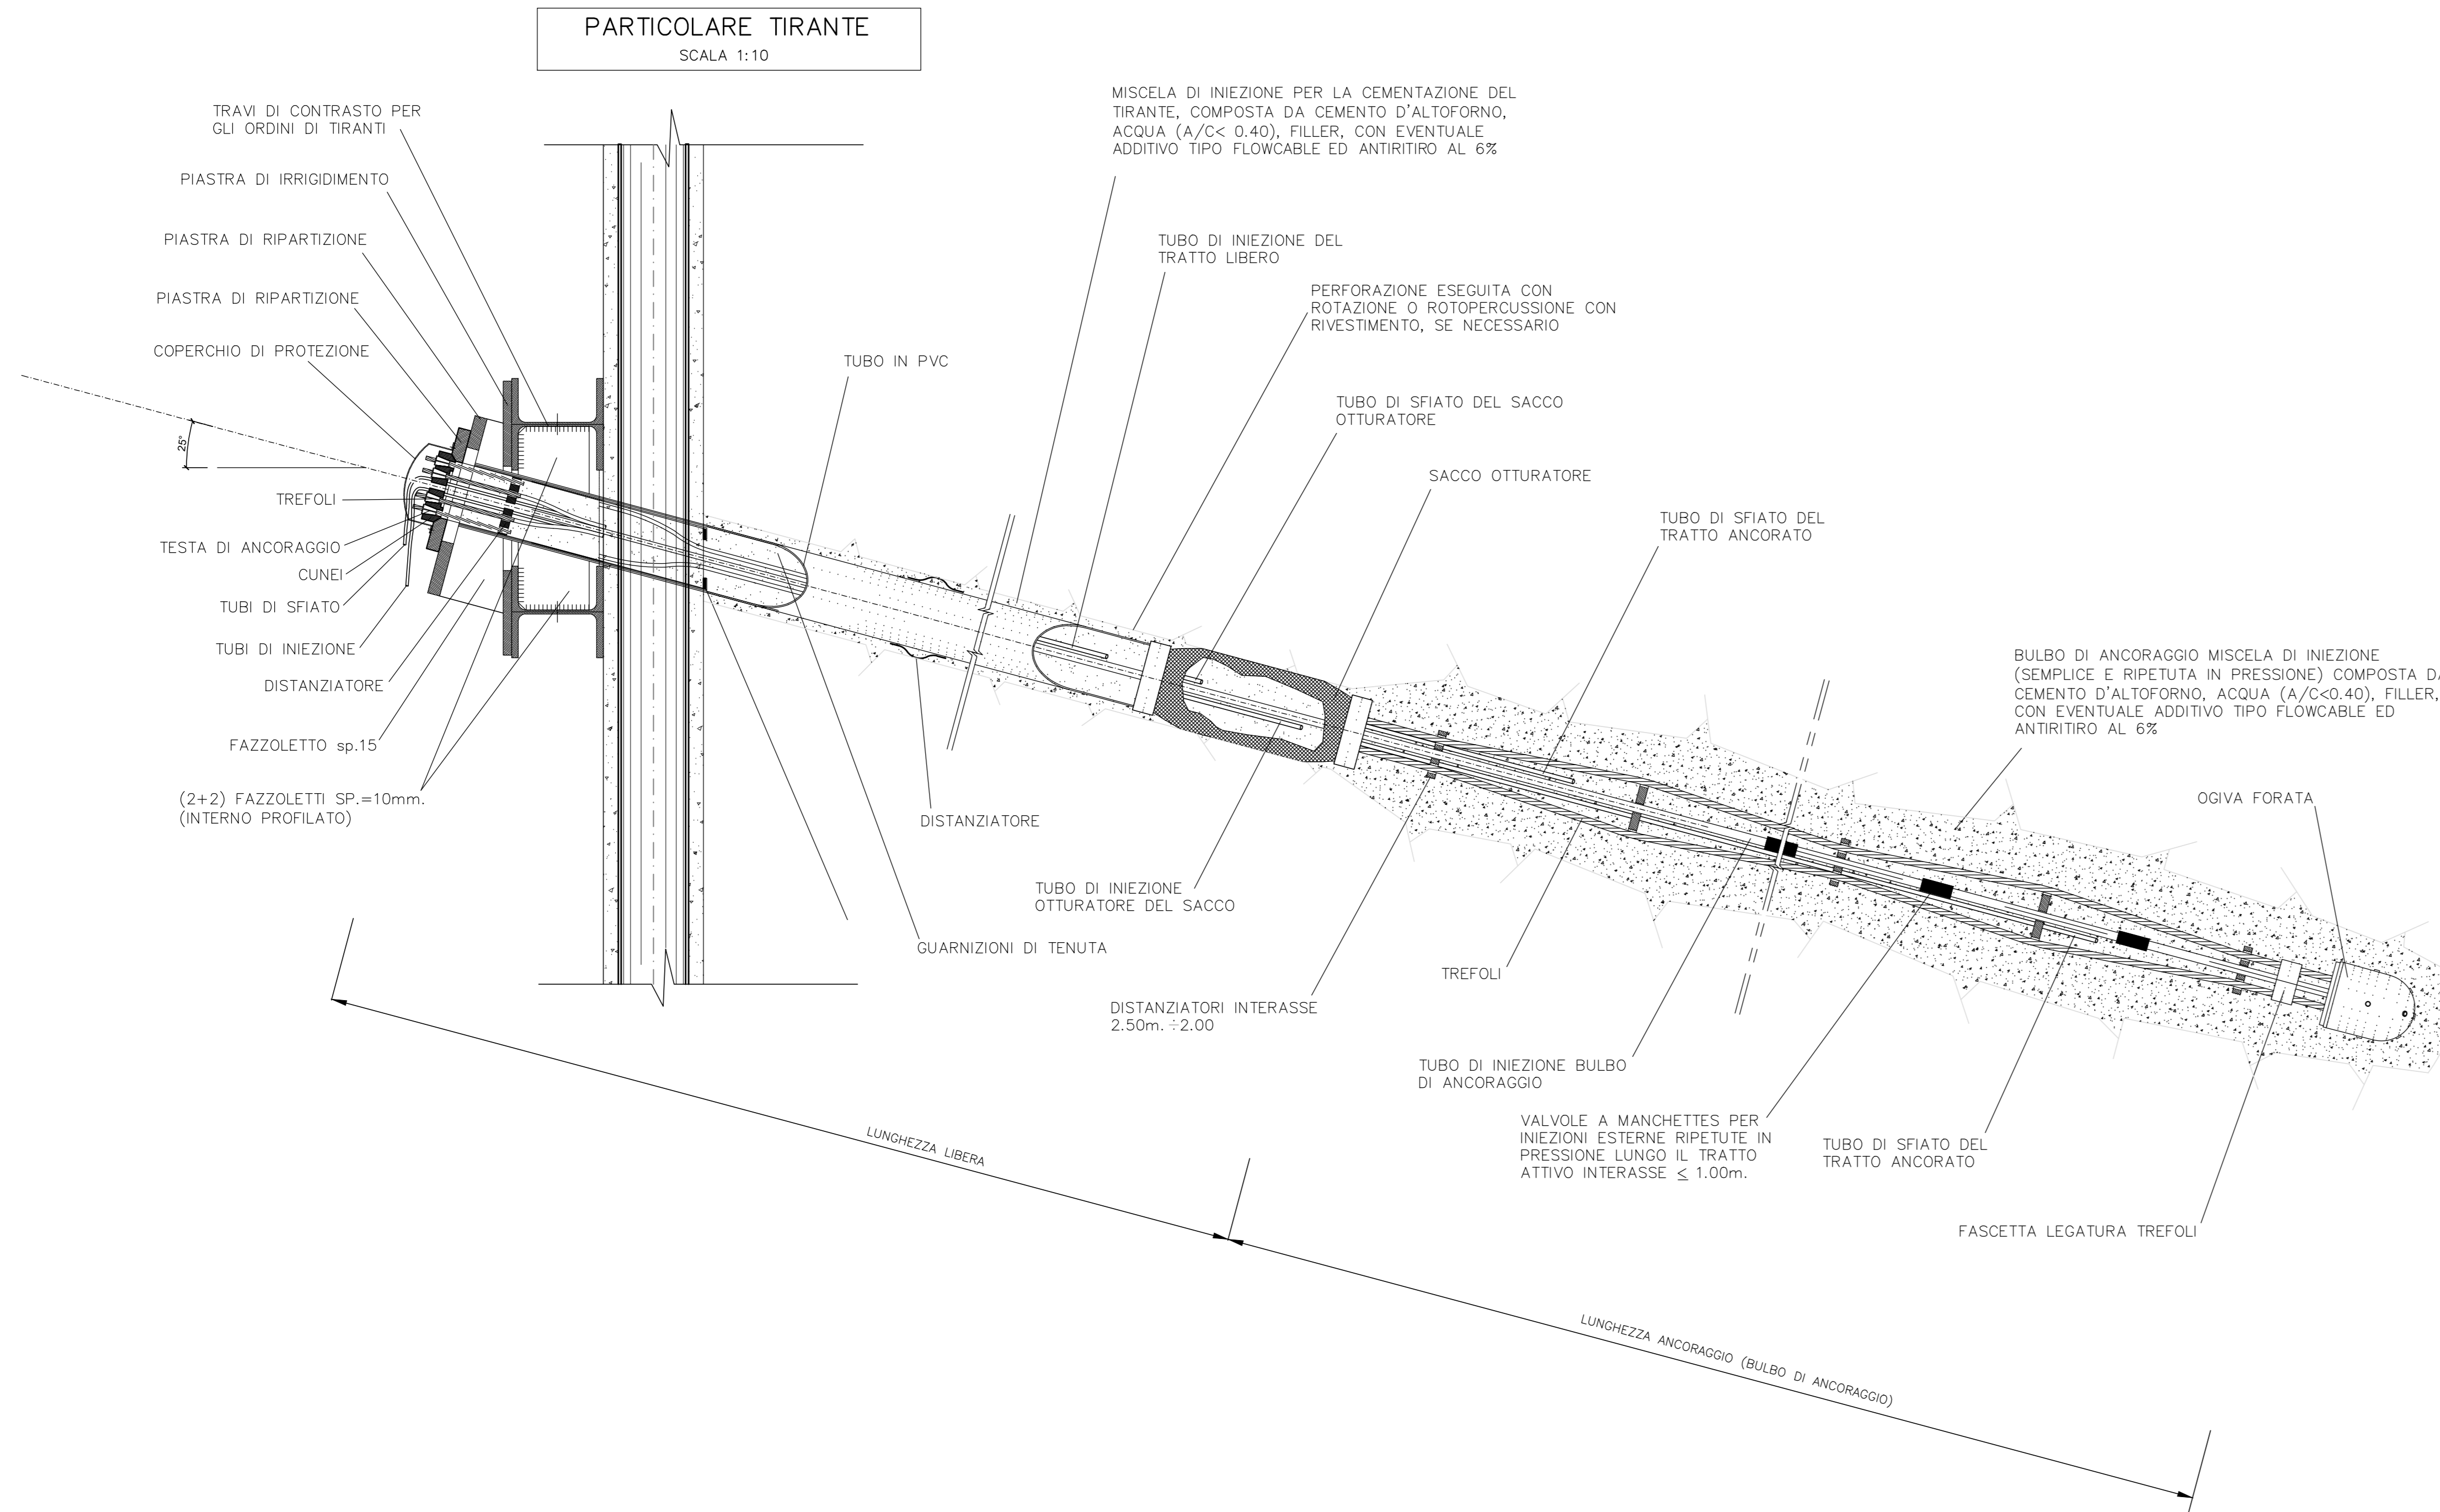 PARTICOLARE TIRANTE
SCALA 1:10
TRAVI DI CONTRASTO PER
GLI ORDINI DI TIRANTI
PIASTRA DI IRRIGIDIMENTO
PIASTRA DI RIPARTIZIONE
PIASTRA DI RIPARTIZIONE
COPERCHIO DI PROTEZIONE
25°
TREFOLI
TESTA DI ANCORAGGIO
CUNEI
TUBI DI SFIATO
TUBI DI INIEZIONE
DISTANZIATORE
FAZZOLETTO sp.15
(2+2) FAZZOLETTI SP.=10mm.
(INTERNO PROFILATO)
TUBO IN PVC
MISCELA DI INIEZIONE PER LA CEMENTAZIONE DEL
TIRANTE, COMPOSTA DA CEMENTO D'ALTOFORNO,
ACQUA (A/C< 0.40), FILLER, CON EVENTUALE
ADDITIVO TIPO FLOWCABLE ED ANTIRITIRO AL 6%
TUBO DI INIEZIONE DEL
TRATTO LIBERO
PERFORAZIONE ESEGUITA CON
ROTAZIONE O ROTOPERCUSSIONE CON
RIVESTIMENTO, SE NECESSARIO
TUBO DI SFIATO DEL SACCO
OTTURATORE
SACCO OTTURATORE
TUBO DI SFIATO DEL
TRATTO ANCORATO
BULBO DI ANCORAGGIO MISCELA DI INIEZIONE
(SEMPLICE E RIPETUTA IN PRESSIONE) COMPOSTA DA
CEMENTO D'ALTOFORNO, ACQUA (A/C<0.40), FILLER,
CON EVENTUALE ADDITIVO TIPO FLOWCABLE ED
ANTIRITIRO AL 6%
OGIVA FORATA
DISTANZIATORE
TUBO DI INIEZIONE
OTTURATORE DEL SACCO
GUARNIZIONI DI TENUTA
TREFOLI
DISTANZIATORI INTERASSE
2.50m.÷2.00
TUBO DI INIEZIONE BULBO
DI ANCORAGGIO
VALVOLE A MANCHETTES PER
INIEZIONI ESTERNE RIPETUTE IN
PRESSIONE LUNGO IL TRATTO
ATTIVO INTERASSE ≤ 1.00m.
TUBO DI SFIATO DEL
TRATTO ANCORATO
FASCETTA LEGATURA TREFOLI
LUNGHEZZA LIBERA
LUNGHEZZA ANCORAGGIO (BULBO DI ANCORAGGIO)